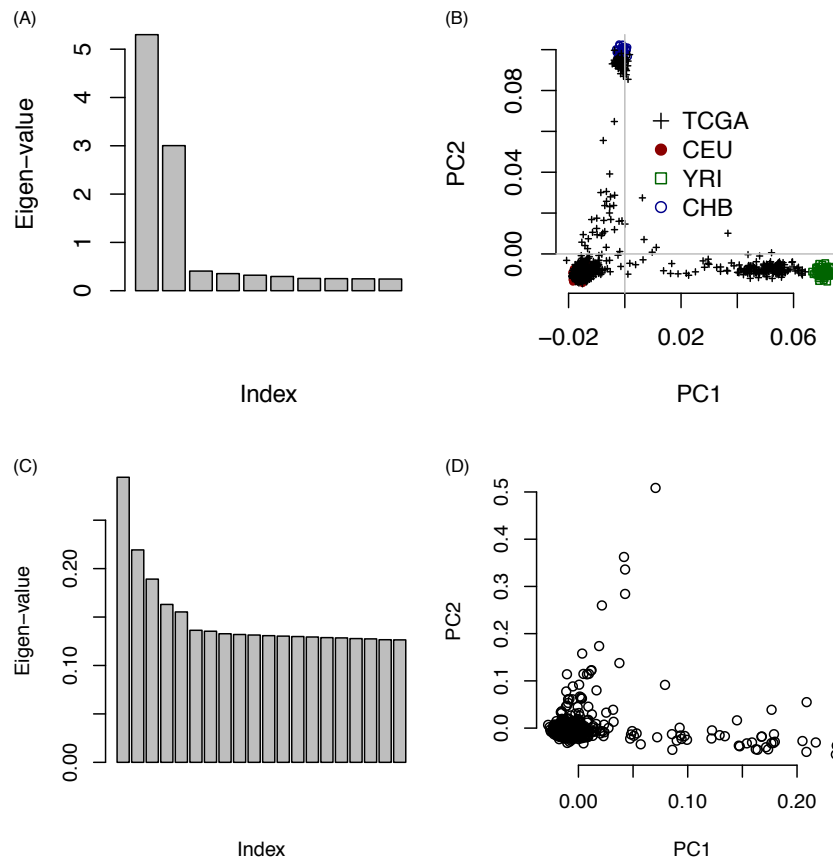 (A)
Eigen−value
0 1 2 3 4 5
Index
(B)
PC2
0.00 0.04 0.08
TCGA
CEU
YRI
CHB
−0.02 0.02 0.06
PC1
(C)
Eigen−value
0.00 0.10 0.20
Index
(D)
PC2
0.0 0.1 0.2 0.3 0.4 0.5
0.00 0.10 0.20
PC1